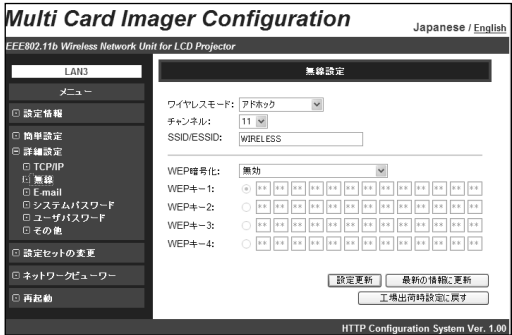 Multi Card Imager Configuration
Japanese / English
EEE802.11b Wireless Network Unit for LCD Projector
LAN3
メニュー
設定情報
簡単設定
詳細設定
TCP/IP
無線
E-mail
システムパスワード
ユーザパスワード
その他
設定セットの変更
ネットワークビューワー
再起動
無線設定
ワイヤレスモード: アドホック
チャンネル: 11
SSID/ESSID: WIRELESS
WEP暗号化: 無効
WEPキー1: ** ** ** ** ** ** ** ** ** ** ** ** **
WEPキー2: ** ** ** ** ** ** ** ** ** ** ** ** **
WEPキー3: ** ** ** ** ** ** ** ** ** ** ** ** **
WEPキー4: ** ** ** ** ** ** ** ** ** ** ** ** **
設定更新 最新の情報に更新
工場出荷時設定に戻す
HTTP Configuration System Ver. 1.00